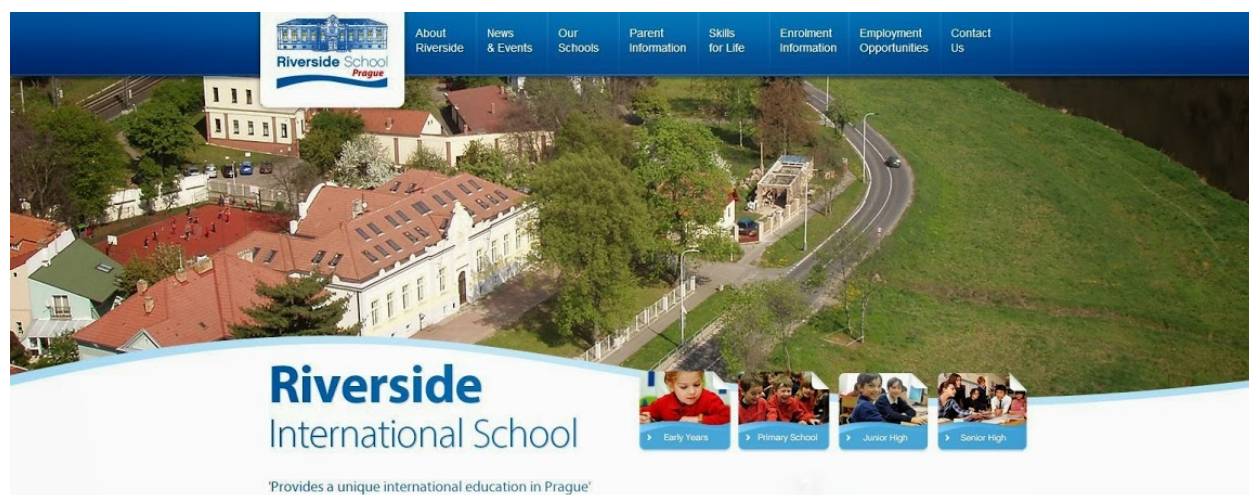 Riverside School
Prague
About
Riverside
News
& Events
Our
Schools
Parent
Information
Skills
for Life
Enrolment
Information
Employment
Opportunities
Contact
Us
Riverside
International School
> Early Years
> Primary School
> Junior High
> Senior High
'Provides a unique international education in Prague'